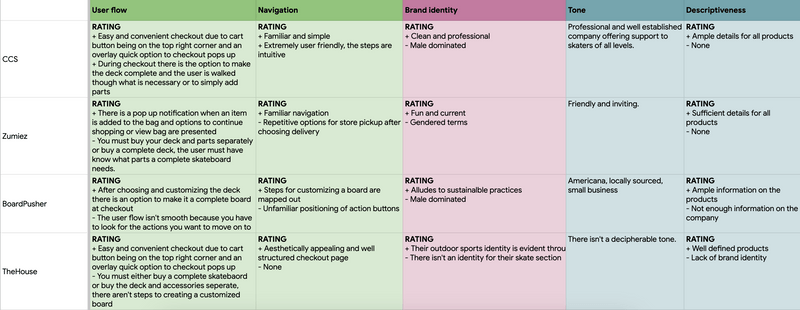 User flow
Navigation
Brand identity
Tone
Descriptiveness
CCS
RATING
+ Easy and convenient checkout due to cart
button being on the top right corner and an
overlay quick option to checkout pops up
+ During checkout there is the option to make
the deck complete and the user is walked
though what is necessary or to simply add
parts
RATING
+ Familiar and simple
+ Extremely user friendly, the steps are
intuitive
RATING
+ Clean and professional
- Male dominated
Professional and well established
company offering support to
skaters of all levels.
RATING
+ Ample details for all products
- None
Zumiez
RATING
+ There is a pop up notification when an item
is added to the bag and options to continue
shopping or view bag are presented
- You must buy your deck and parts separately
or buy a complete deck, the user must have
know what parts a complete skateboard
needs.
RATING
+ Familiar navigation
- Repetitive options for store pickup after
choosing delivery
RATING
+ Fun and current
- Gendered terms
Friendly and inviting.
RATING
+ Sufficient details for all
products
- None
BoardPusher
RATING
+ After choosing and customizing the deck
there is an option to make it a complete board
at checkout
- The user flow isn't smooth because you have
to look for the actions you want to move on to
RATING
+ Steps for customizing a board are
mapped out
- Unfamiliar positioning of action buttons
RATING
+ Alludes to sustainalble practices
- Male dominated
Americana, locally sourced,
small business
RATING
+ Ample information on the
products
- Not enough information on the
company
TheHouse
RATING
+ Easy and convenient checkout due to cart
button being on the top right corner and an
overlay quick option to checkout pops up
- You must either buy a complete skatebaord
or buy the deck and accessories seperate,
there aren't steps to creating a customized
board
RATING
+ Aesthetically appealing and well
structured checkout page
- None
RATING
+ Their outdoor sports identity is evident throu
- There isn't an identity for their skate section
There isn't a decipherable tone.
RATING
+ Well defined products
- Lack of brand identity